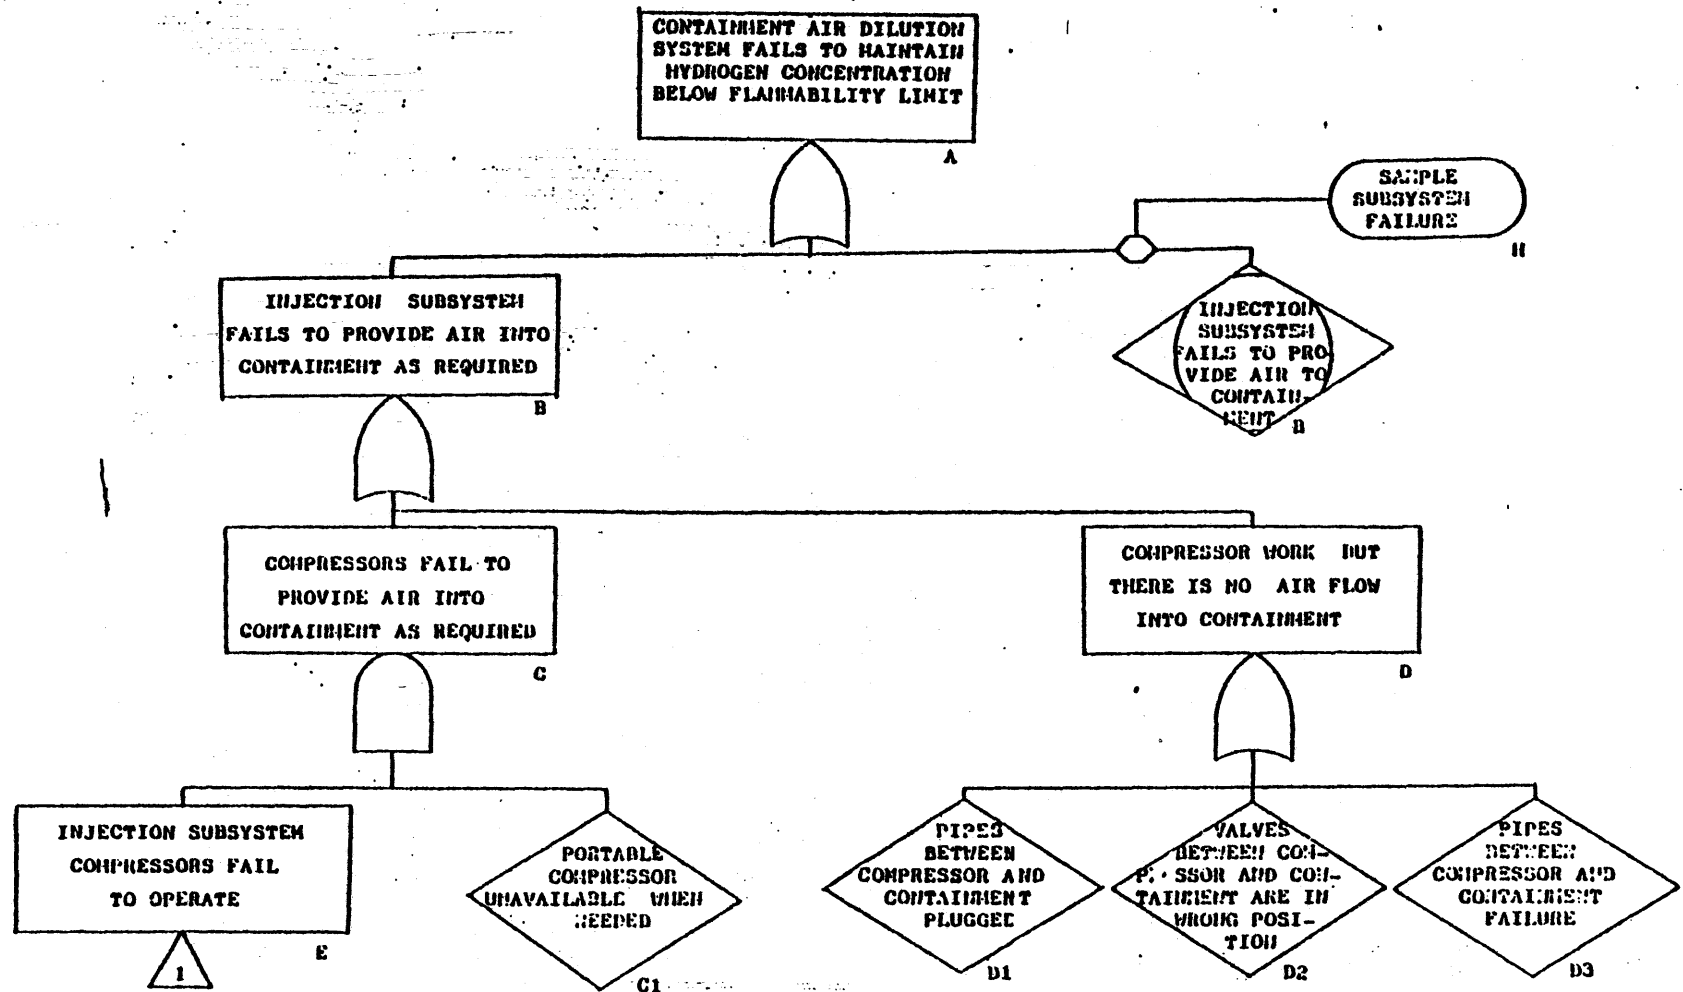 CONTAINMENT AIR DILUTION
SYSTEM FAILS TO MAINTAIN
HYDROGEN CONCENTRATION
BELOW FLAMMABILITY LIMIT
A
SAMPLE
SUBSYSTEM
FAILURE
H
INJECTION SUBSYSTEM
FAILS TO PROVIDE AIR INTO
CONTAINMENT AS REQUIRED
B
INJECTION
SUBSYSTEM
FAILS TO PRO-
VIDE AIR TO
CONTAIN-
MENT
B
COMPRESSORS FAIL TO
PROVIDE AIR INTO
CONTAINMENT AS REQUIRED
C
COMPRESSOR WORK BUT
THERE IS NO AIR FLOW
INTO CONTAINMENT
D
INJECTION SUBSYSTEM
COMPRESSORS FAIL
TO OPERATE
E
1
PORTABLE
COMPRESSOR
UNAVAILABLE WHEN
NEEDED
C1
PIPES
BETWEEN
COMPRESSOR AND
CONTAINMENT
PLUGGED
D1
VALVES
BETWEEN COM-
PRESSOR AND CON-
TAINMENT ARE IN
WRONG POSI-
TION
D2
PIPES
BETWEEN
COMPRESSOR AND
CONTAINMENT
FAILURE
D3